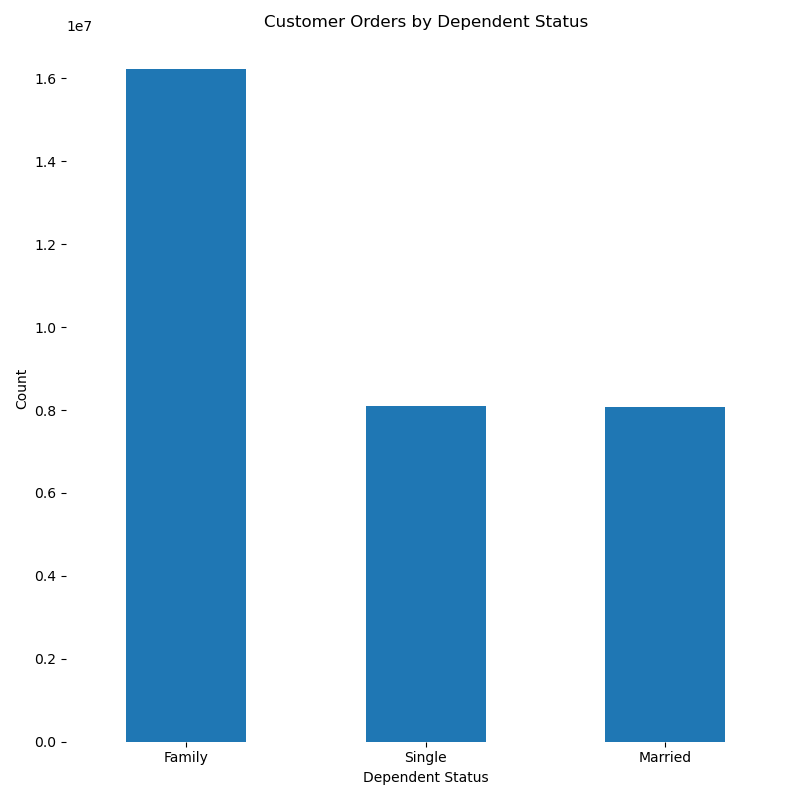 Customer Orders by Dependent Status
1e7
1.6
1.4
1.2
1.0
0.8
0.6
0.4
0.2
0.0
Count
Family Single Married
Dependent Status